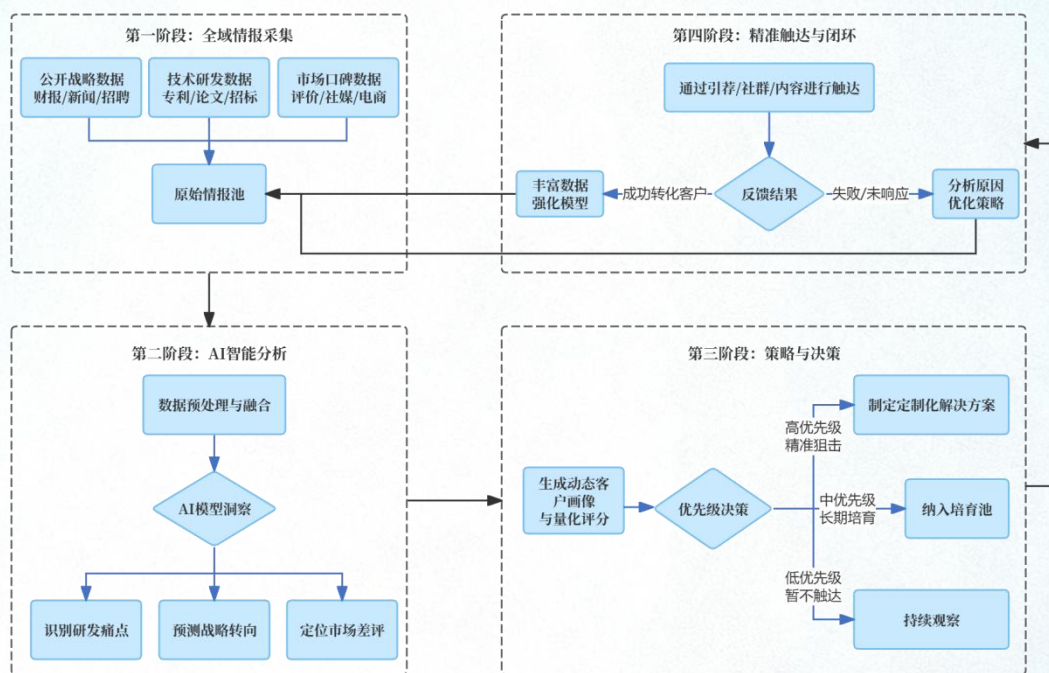 第一阶段：全域情报采集
公开战略数据
财报/新闻/招聘
技术研发数据
专利/论文/招标
市场口碑数据
评价/社媒/电商
原始情报池
第四阶段：精准触达与闭环
通过引荐/社群/内容进行触达
丰富数据
强化模型
成功转化客户
反馈结果
失败/未响应
分析原因
优化策略
第二阶段：AI智能分析
数据预处理与融合
AI模型洞察
识别研发痛点
预测战略转向
定位市场差评
第三阶段：策略与决策
生成动态客
户画像
与量化评分
优先级决策
高优先级
精准狙击
制定定制化解决方案
中优先级
长期培育
纳入培育池
低优先级
暂不触达
持续观察